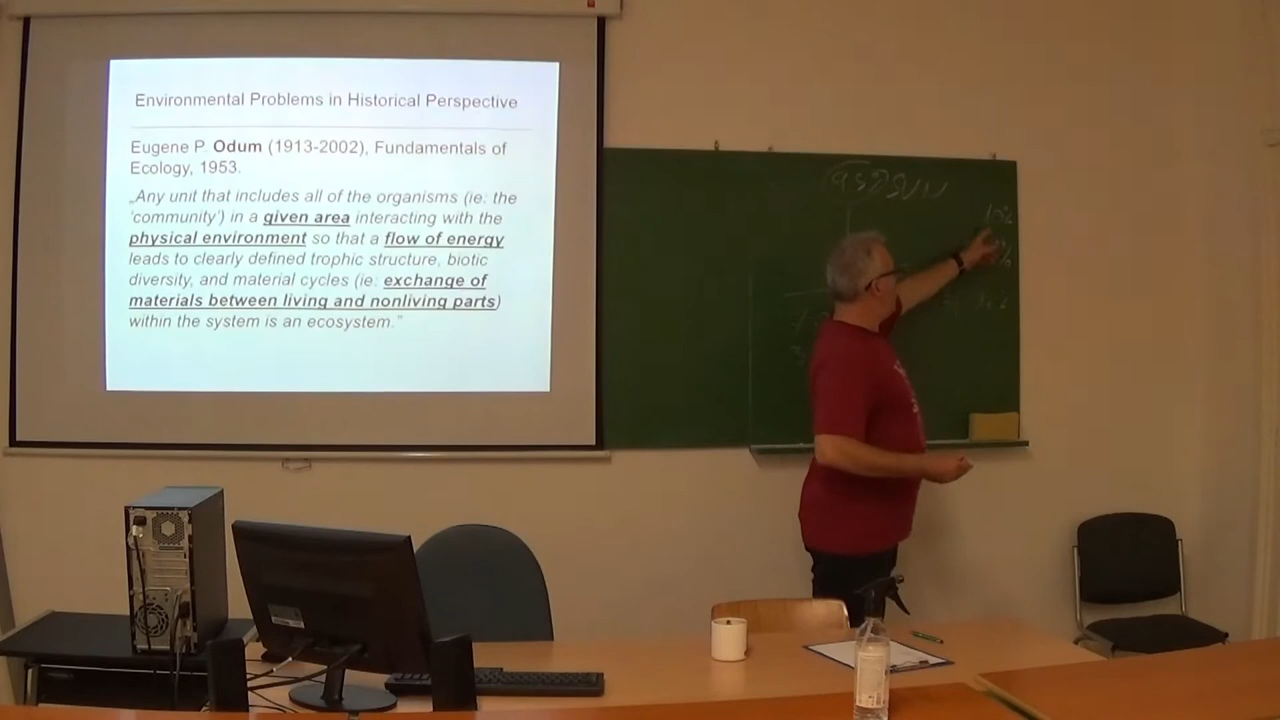 Environmental Problems in Historical Perspective
Eugene P. Odum (1913-2002), Fundamentals of
Ecology, 1953.
„Any unit that includes all of the organisms (ie: the
'community') in a given area interacting with the
physical environment so that a flow of energy
leads to clearly defined trophic structure, biotic
diversity, and material cycles (ie: exchange of
materials between living and nonliving parts)
within the system is an ecosystem.”